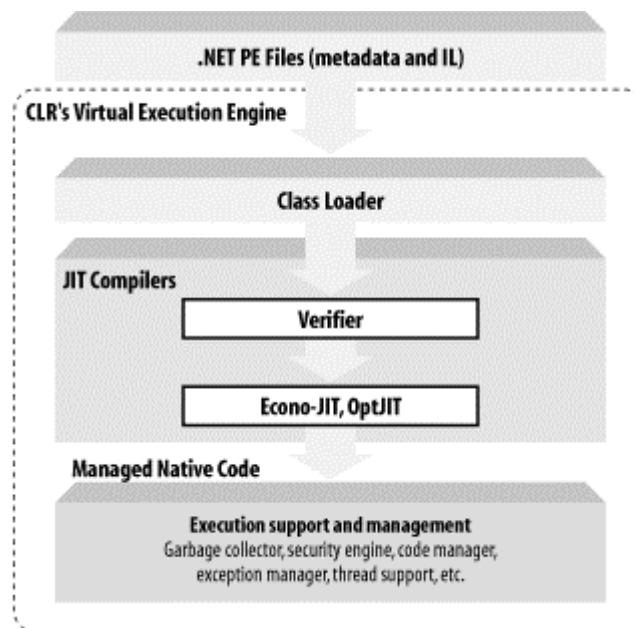 .NET PE Files (metadata and IL)
CLR's Virtual Execution Engine
Class Loader
JIT Compilers
Verifier
Econo-JIT, OptJIT
Managed Native Code
Execution support and management
Garbage collector, security engine, code manager,
exception manager, thread support, etc.